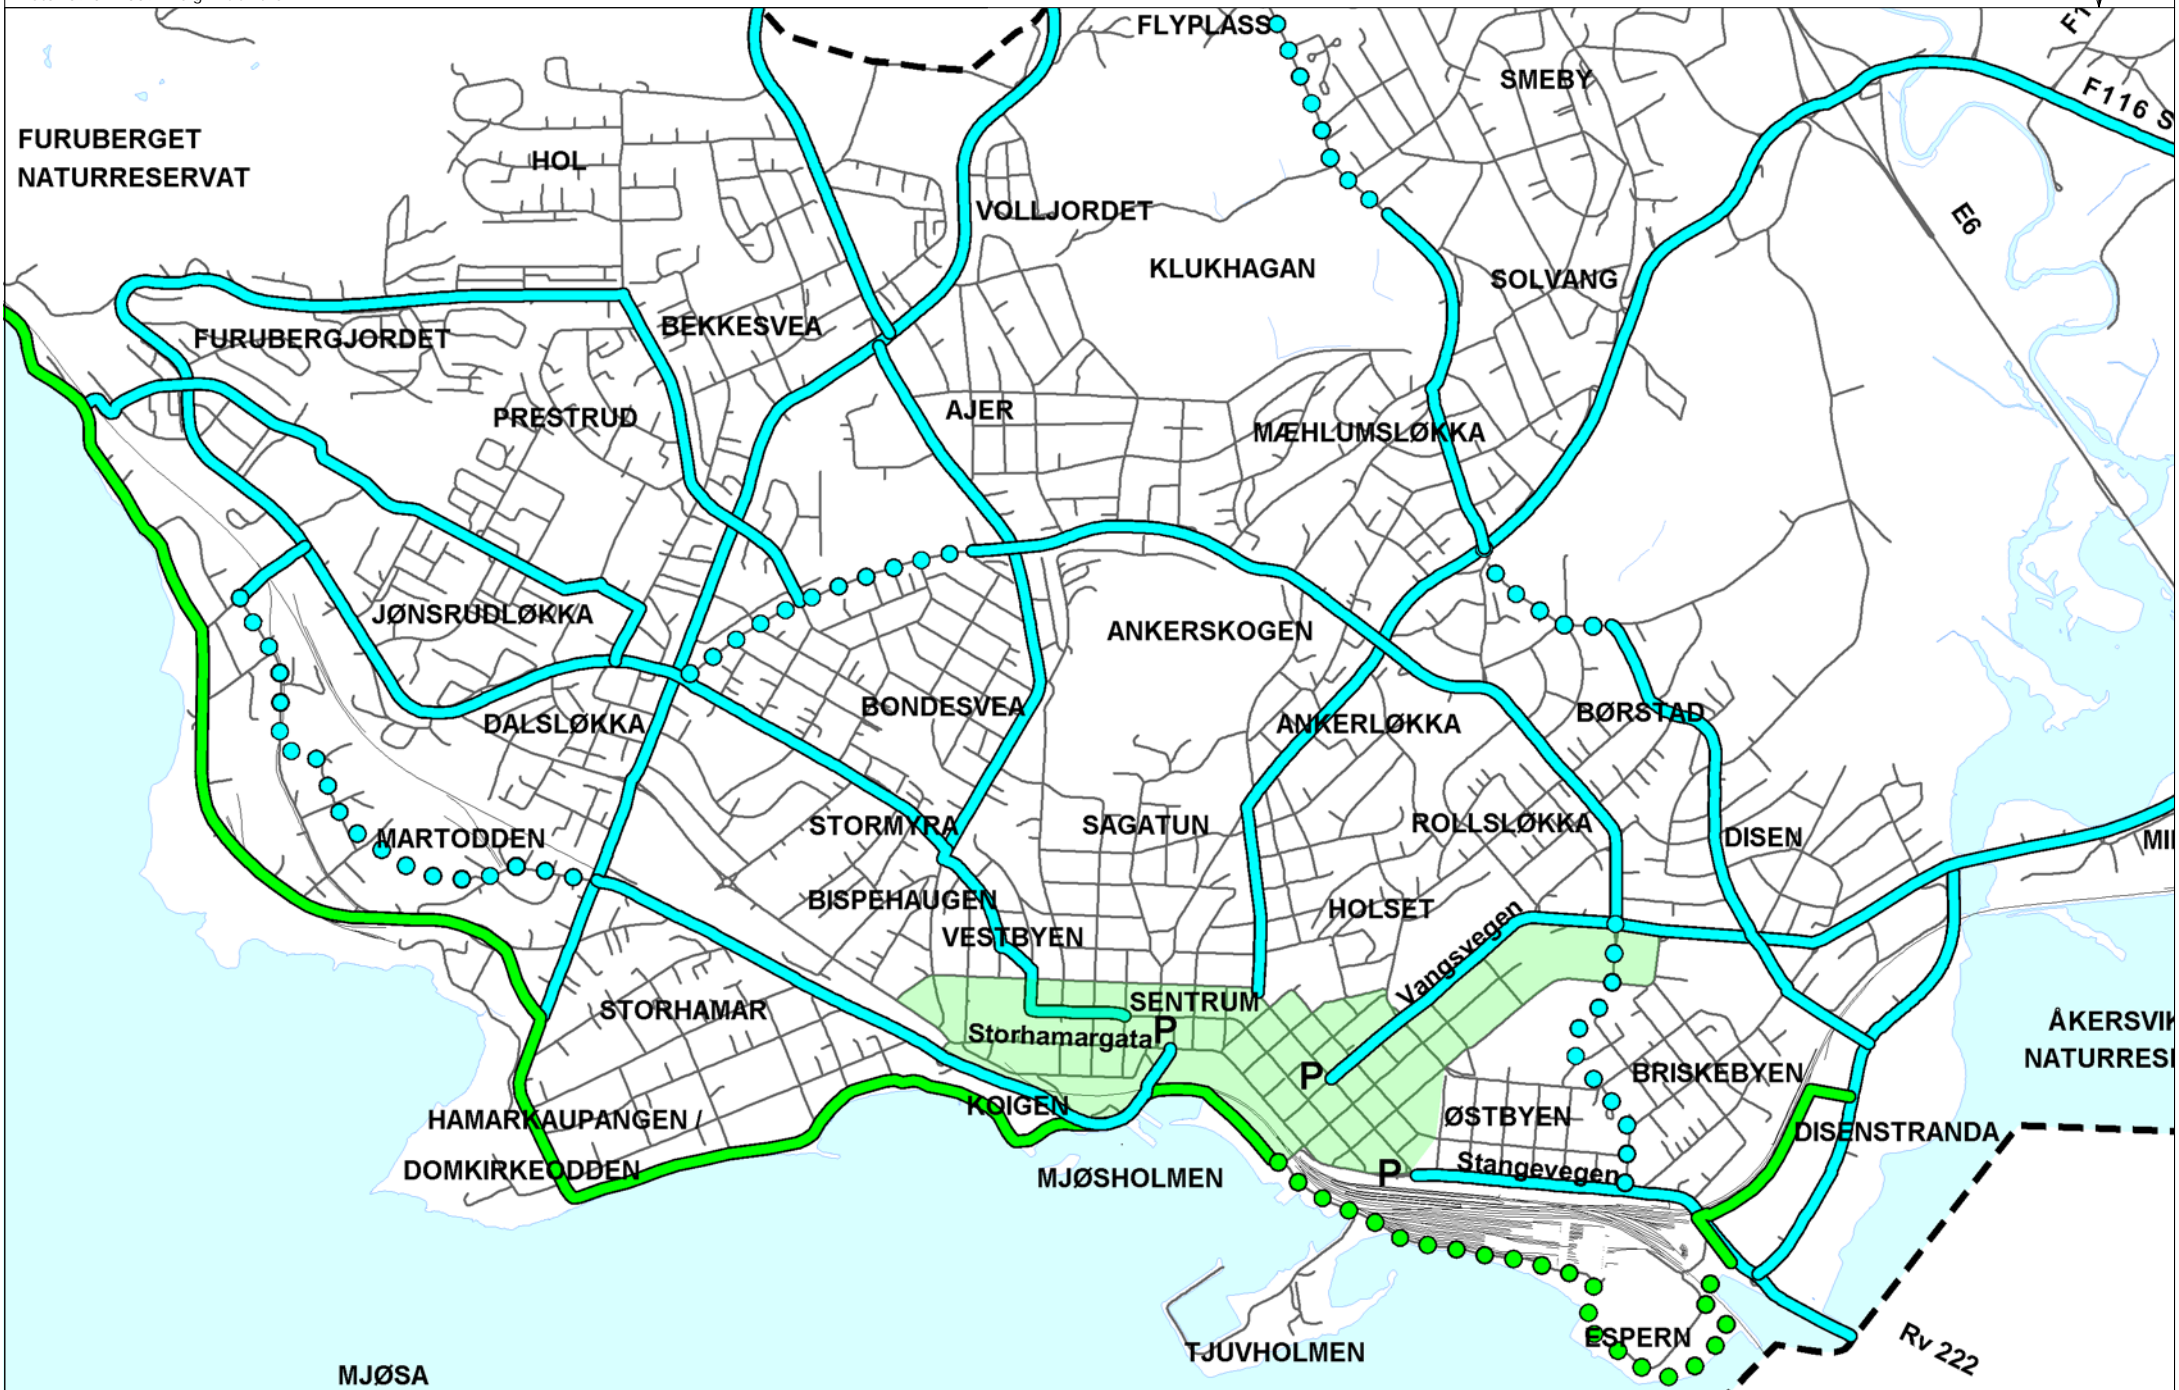 FLYPLASS
SMEBY
F116 S
FURUBERGET
NATURRESERVAT
HOL
VOLLJORDET
E6
KLUKHAGAN
SOLVANG
FURUBERGJORDET
BEKKESVEA
PRESTRUD
AJER
MÆHLUMSLØKKA
JØNSRUDLØKKA
ANKERSKOGEN
DALSLØKKA
BONDESVEA
ANKERLØKKA
BØRSTAD
MARTODDEN
STORMYRA
SAGATUN
ROLLSLØKKA
DISEN
BISPEHAUGEN
VESTBYEN
HOLSET
Vangsvegen
STORHAMAR
SENTRUM
Storhamargata
P
P
ÅKERSVIK
NATURRES
BRISKEBYEN
HAMARKAUPANGEN /
DOMKIRKEODDEN
KOIGEN
ØSTBYEN
DISENSTRANDA
MJØSHOLMEN
P
Stangevegen
TJUVHOLMEN
ESPERN
Rv 222
MJØSA